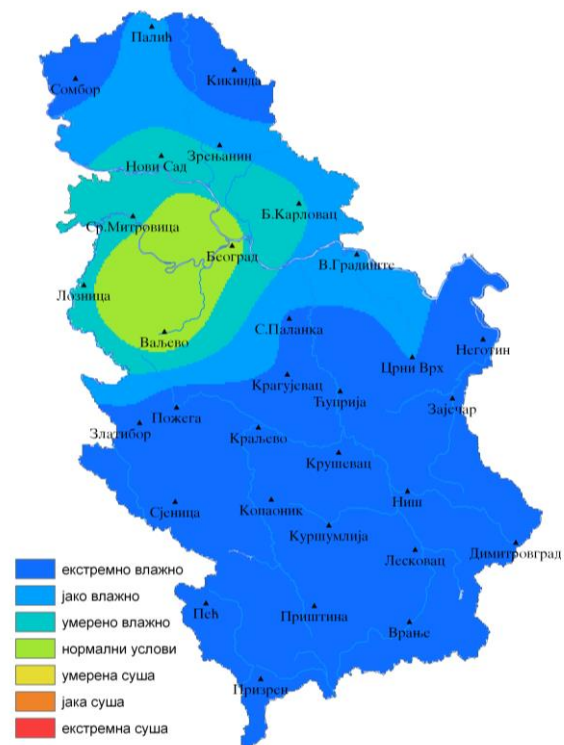 Палић
Сомбор
Кикинда
Зрењанин
Нови Сад
Б.Карловац
Ср.Митровица
Београд
В.Градиште
Лозница
С.Паланка
Ваљево
Неготин
Црни Врх
Крагујевац
Ћуприја
Зајечар
Пожега
Златибор
Краљево
Крушевац
Ниш
Сјеница
Копаоник
Куршумлија
Димитровград
Лесковац
екстремно влажно
јако влажно
Пећ
Приштина
умерено влажно
Врање
нормални услови
умерена суша
Призрен
јака суша
екстремна суша